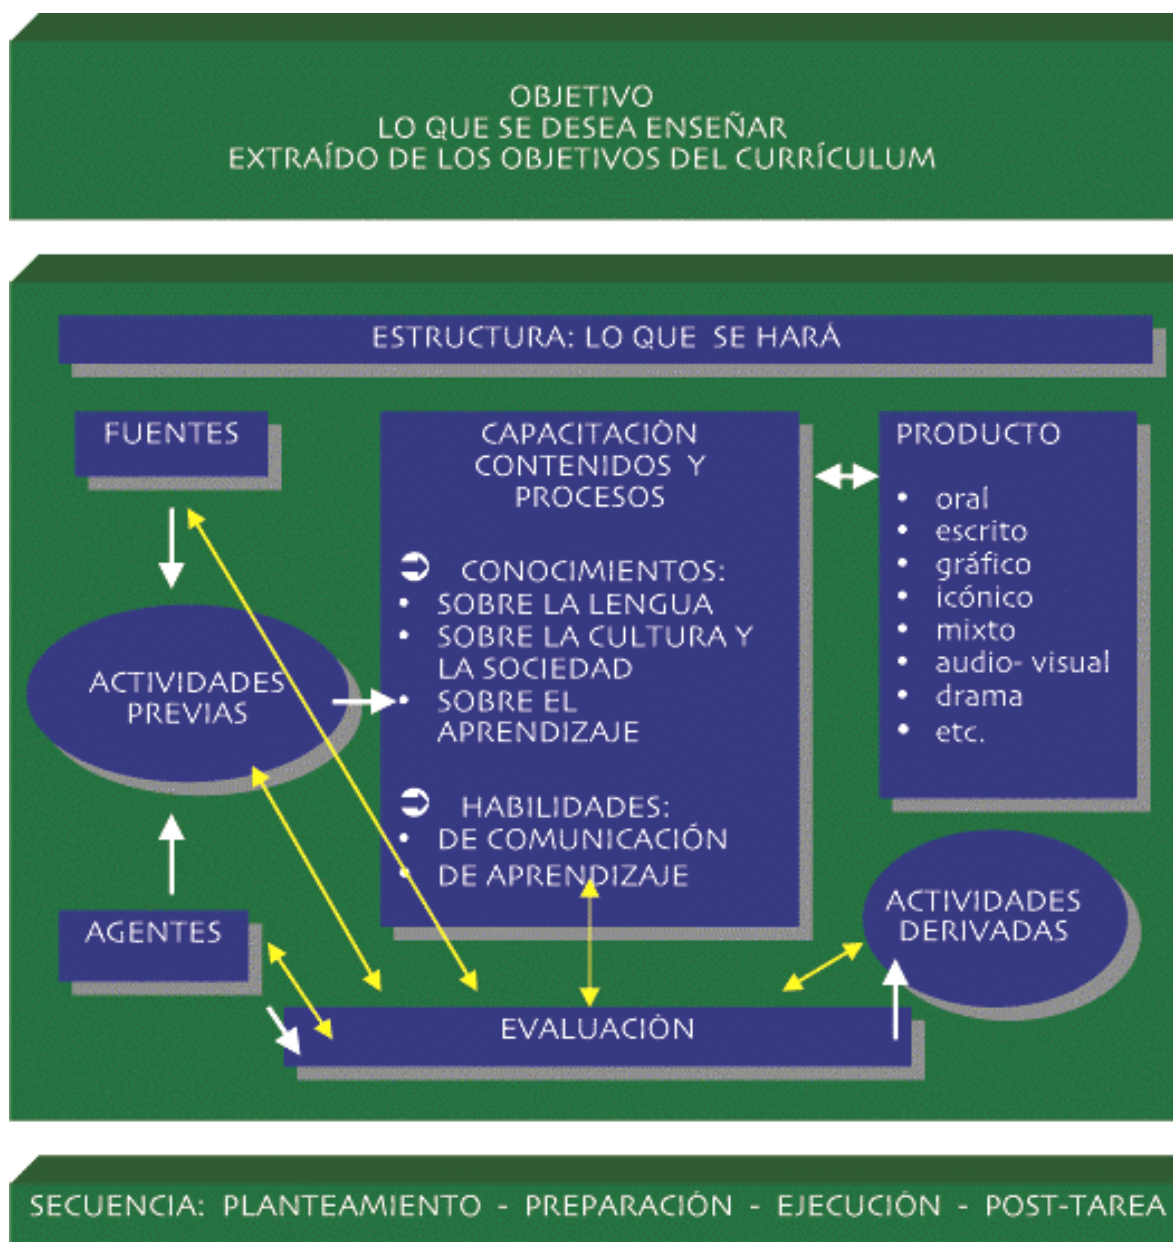 OBJETIVO
LO QUE SE DESEA ENSEÑAR
EXTRAÍDO DE LOS OBJETIVOS DEL CURRÍCULUM
ESTRUCTURA: LO QUE SE HARÁ
FUENTES
ACTIVIDADES
PREVIAS
AGENTES
CAPACITACIÓN
CONTENIDOS Y
PROCESOS
CONOCIMIENTOS:
• SOBRE LA LENGUA
• SOBRE LA CULTURA Y
LA SOCIEDAD
• SOBRE EL
APRENDIZAJE
HABILIDADES:
• DE COMUNICACIÓN
• DE APRENDIZAJE
PRODUCTO
• oral
• escrito
• gráfico
• icónico
• mixto
• audio- visual
• drama
• etc.
ACTIVIDADES
DERIVADAS
EVALUACIÓN
SECUENCIA: PLANTEAMIENTO - PREPARACIÓN - EJECUCIÓN - POST-TAREA